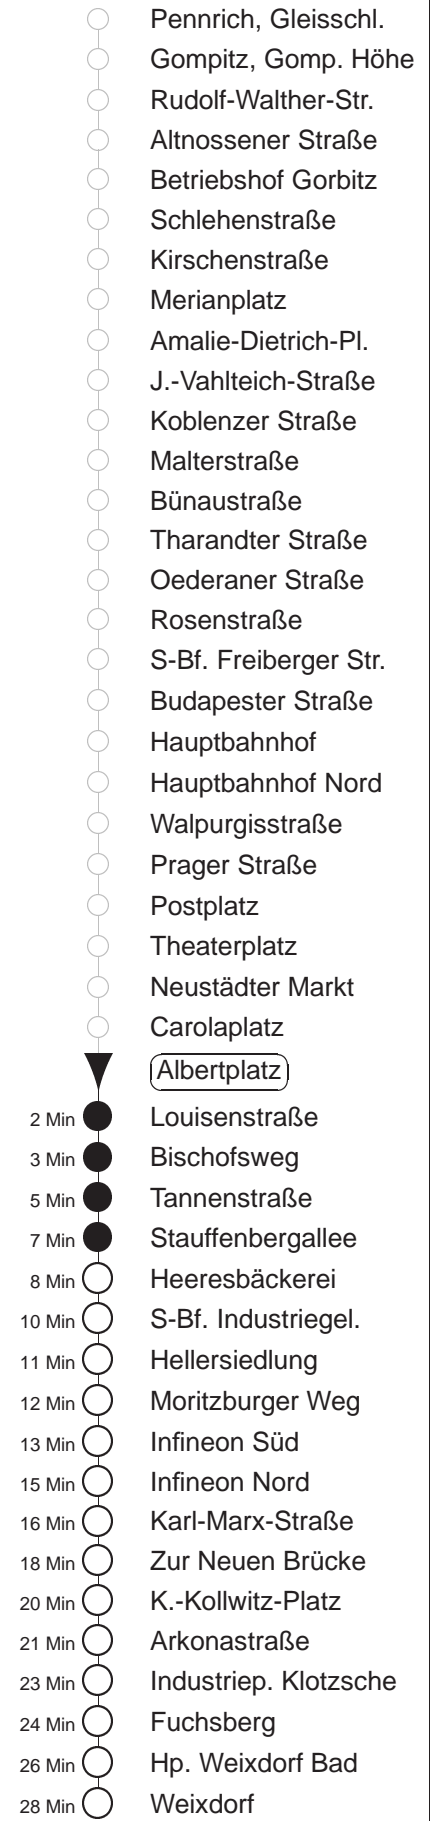 Pennrich, Gleisschl.
Gompitz, Gomp. Höhe
Rudolf-Walther-Str.
Altnossener Straße
Betriebshof Gorbitz
Schlehenstraße
Kirschenstraße
Merianplatz
Amalie-Dietrich-Pl.
J.-Vahlteich-Straße
Koblenzer Straße
Malterstraße
Bünaustraße
Tharandter Straße
Oederaner Straße
Rosenstraße
S-Bf. Freiberger Str.
Budapester Straße
Hauptbahnhof
Hauptbahnhof Nord
Walpurgisstraße
Prager Straße
Postplatz
Theaterplatz
Neustädter Markt
Carolaplatz
Albertplatz
2 Min Louisenstraße
3 Min Bischofsweg
5 Min Tannenstraße
7 Min Stauffenbergallee
8 Min Heeresbäckerei
10 Min S-Bf. Industriegel.
11 Min Hellersiedlung
12 Min Moritzburger Weg
13 Min Infineon Süd
15 Min Infineon Nord
16 Min Karl-Marx-Straße
18 Min Zur Neuen Brücke
20 Min K.-Kollwitz-Platz
21 Min Arkonastraße
23 Min Industriep. Klotzsche
24 Min Fuchsberg
26 Min Hp. Weixdorf Bad
28 Min Weixdorf